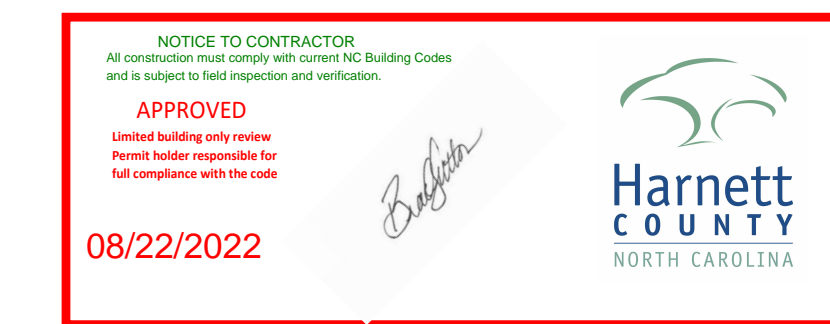 NOTICE TO CONTRACTOR
All construction must comply with current NC Building Codes
and is subject to field inspection and verification.
APPROVED
Limited building only review
Permit holder responsible for
full compliance with the code
08/22/2022
Harnett
COUNTY
NORTH CAROLINA